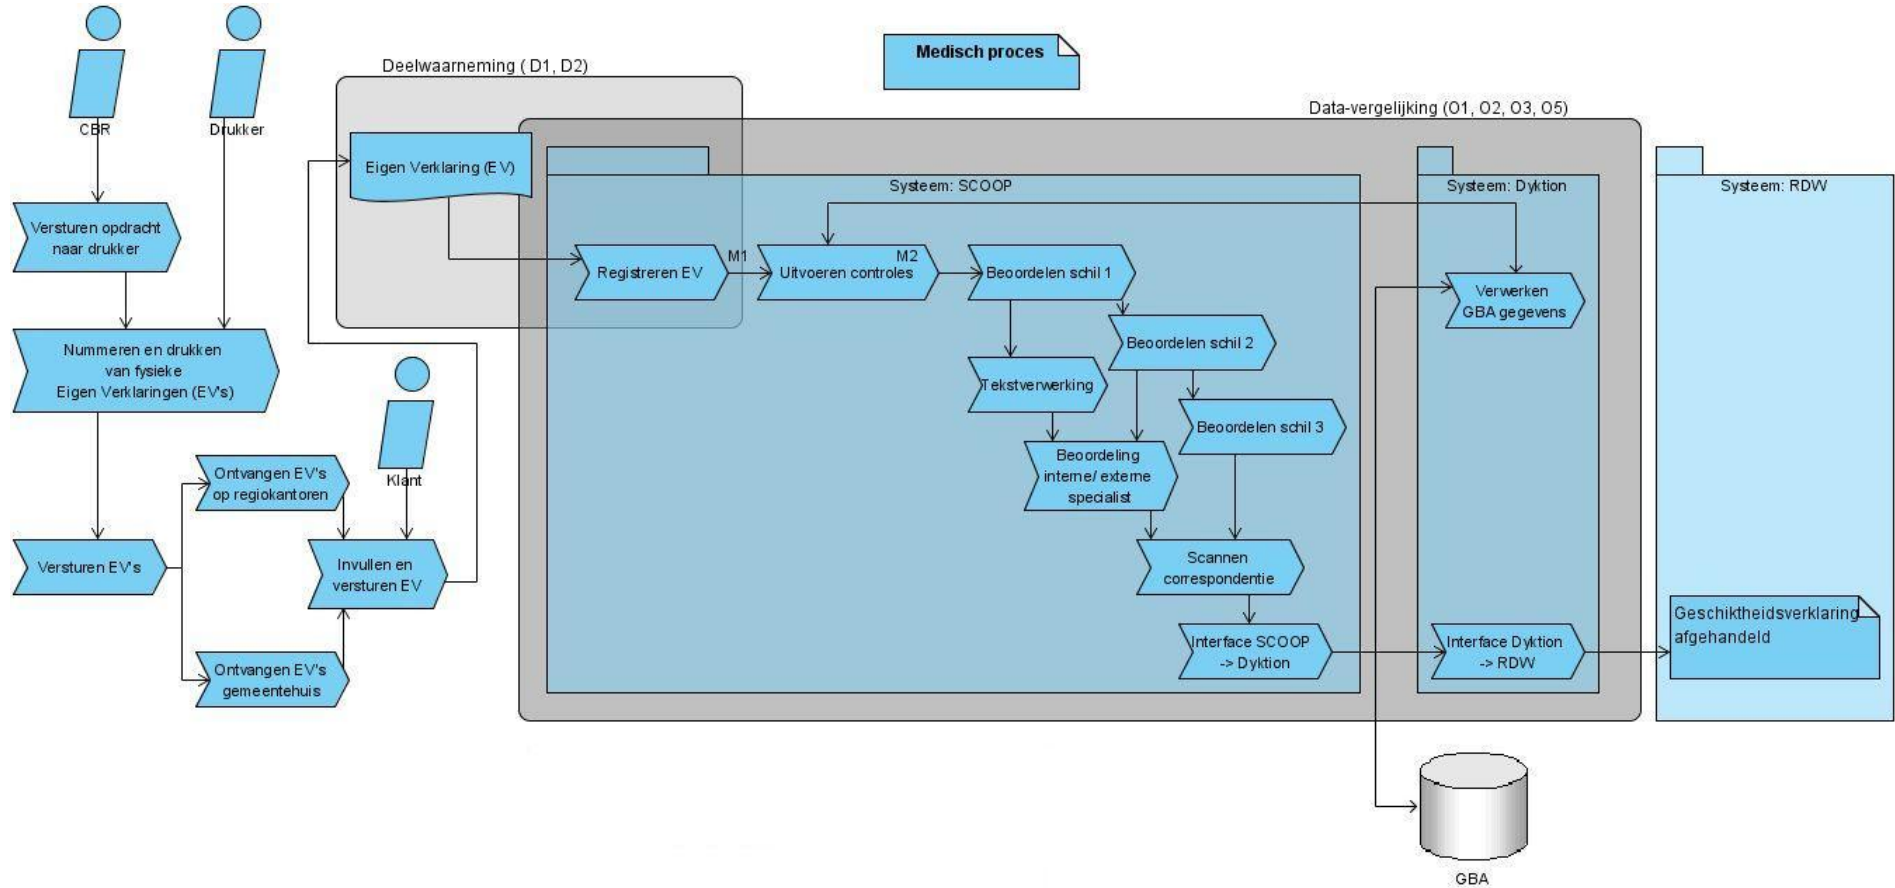 Medisch proces
CBR
Drukker
Deelwaarneming ( D1, D2)
Data-vergelijking (O1, O2, O3, O5)
Versturen opdracht
naar drukker
Nummeren en drukken
van fysieke
Eigen Verklaringen (EV's)
Versturen EV's
Ontvangen EV's
op regiokantoren
Ontvangen EV's
gemeentehuis
Klant
Invullen en
versturen EV
Eigen Verklaring (EV)
Systeem: SCOOP
Registreren EV
M1
M2
Uitvoeren controles
Beoordelen schil 1
Beoordelen schil 2
Tekstverwerking
Beoordelen schil 3
Beoordeling
interne/ externe
specialist
Scannen
correspondentie
Interface SCOOP
-> Dyktion
Systeem: Dyktion
Verwerken
GBA gegevens
Interface Dyktion
-> RDW
Systeem: RDW
Geschiktheidsverklaring
afgehandeld
GBA